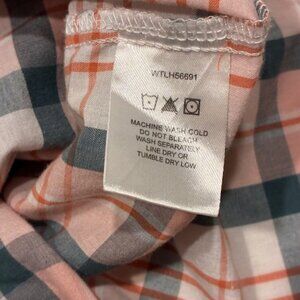 WTLH56691
MACHINE WASH COLD
DO NOT BLEACH
WASH SEPARATELY
LINE DRY OR
TUMBLE DRY LOW